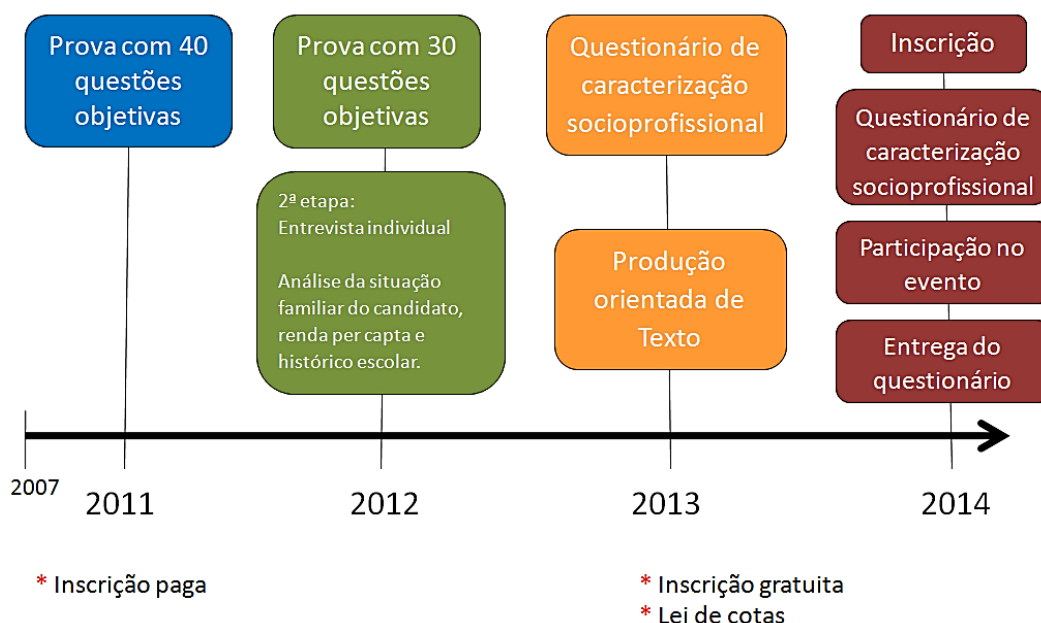 Prova com 40
questões
objetivas
Prova com 30
questões
objetivas
2ª etapa:
Entrevista individual
Análise da situação
familiar do candidato,
renda per capta e
histórico escolar.
Questionário de
caracterização
socioprofissional
Produção
orientada de
Texto
Inscrição
Questionário de
caracterização
socioprofissional
Participação no
evento
Entrega do
questionário
2007
2011
2012
2013
2014
* Inscrição paga
* Inscrição gratuita
* Lei de cotas